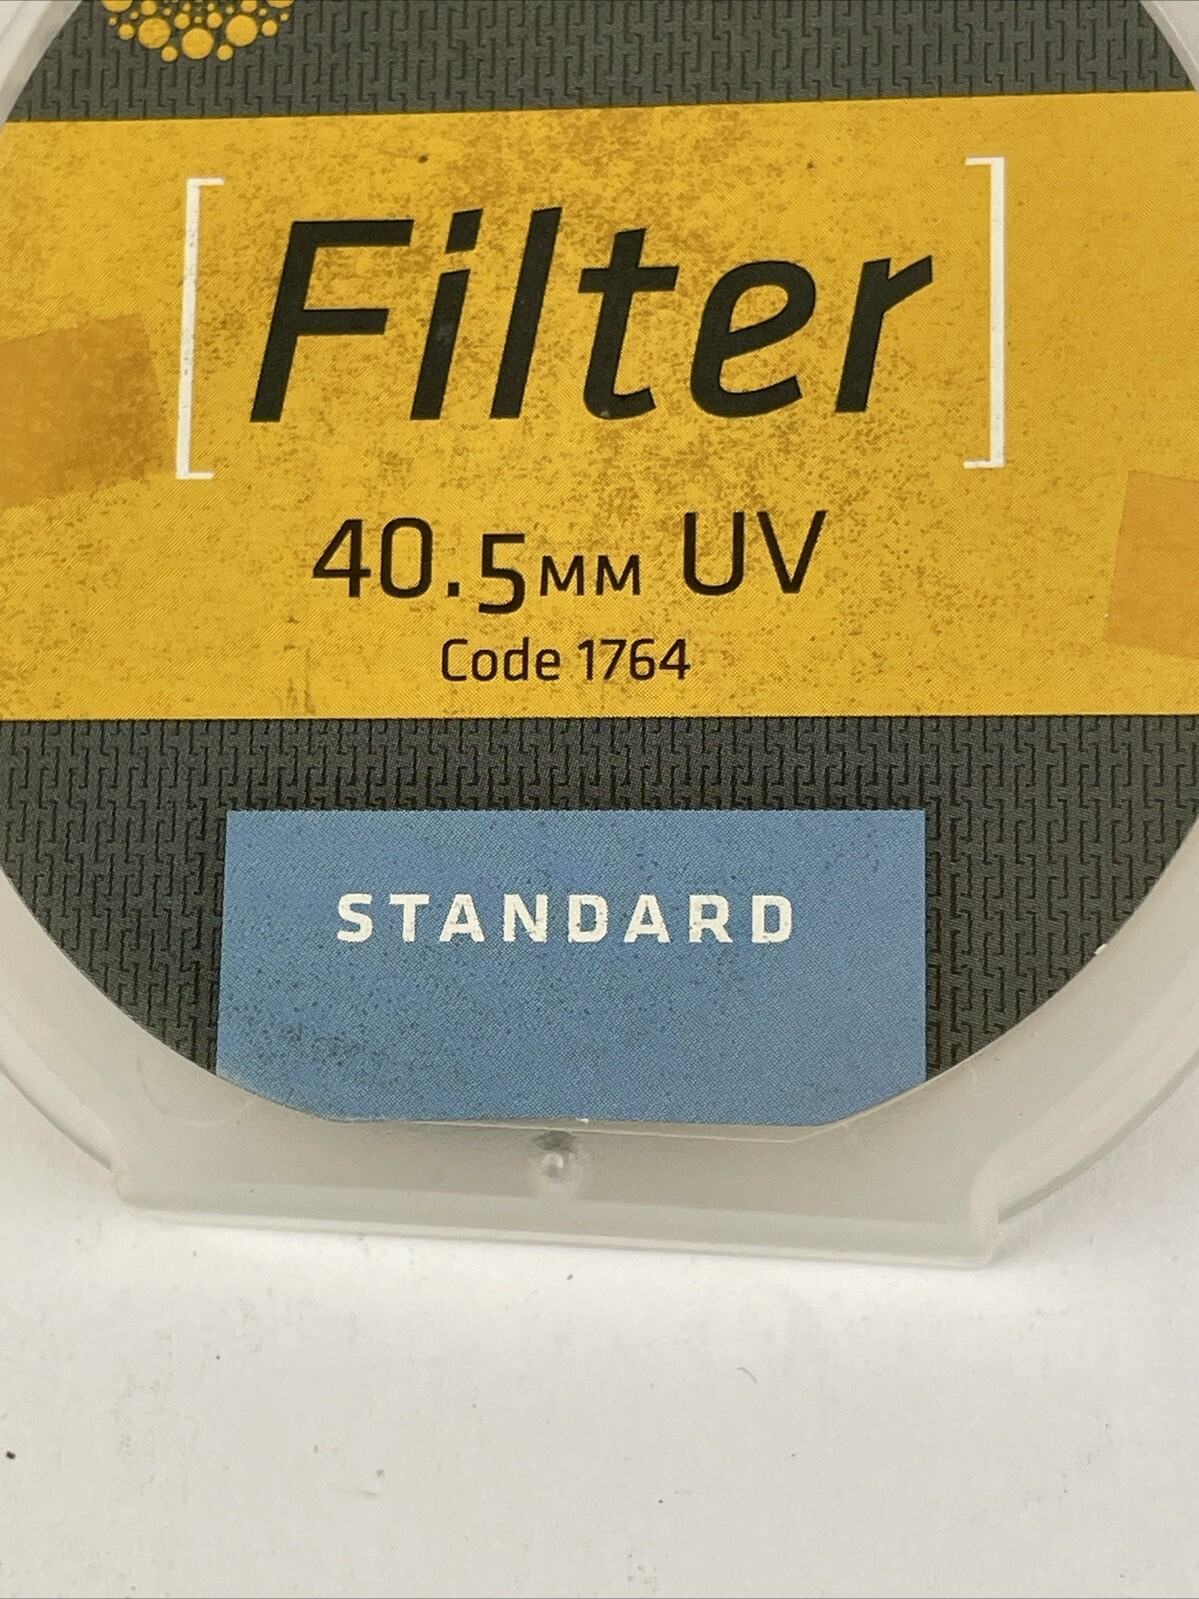 [Filter]
40.5MM UV
Code 1764
STANDARD